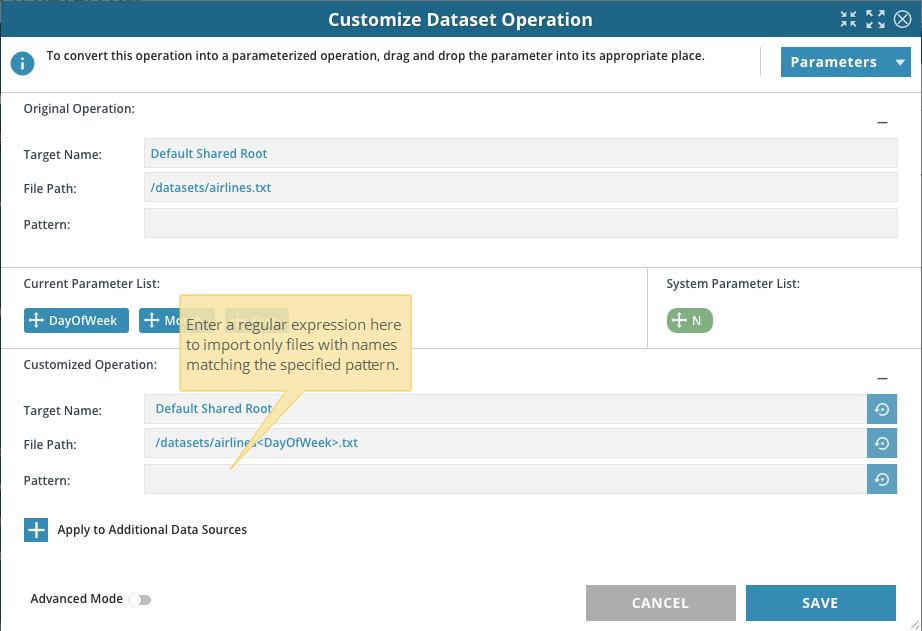 Customize Dataset Operation
To convert this operation into a parameterized operation, drag and drop the parameter into its appropriate place.
Parameters
Original Operation:
Target Name:
Default Shared Root
File Path:
/datasets/airlines.txt
Pattern:
Current Parameter List:
System Parameter List:
DayOfWeek
N
Enter a regular expression here
to import only files with names
matching the specified pattern.
Customized Operation:
Target Name:
Default Shared Root
File Path:
/datasets/airlines<DayOfWeek>.txt
Pattern:
Apply to Additional Data Sources
Advanced Mode
CANCEL
SAVE